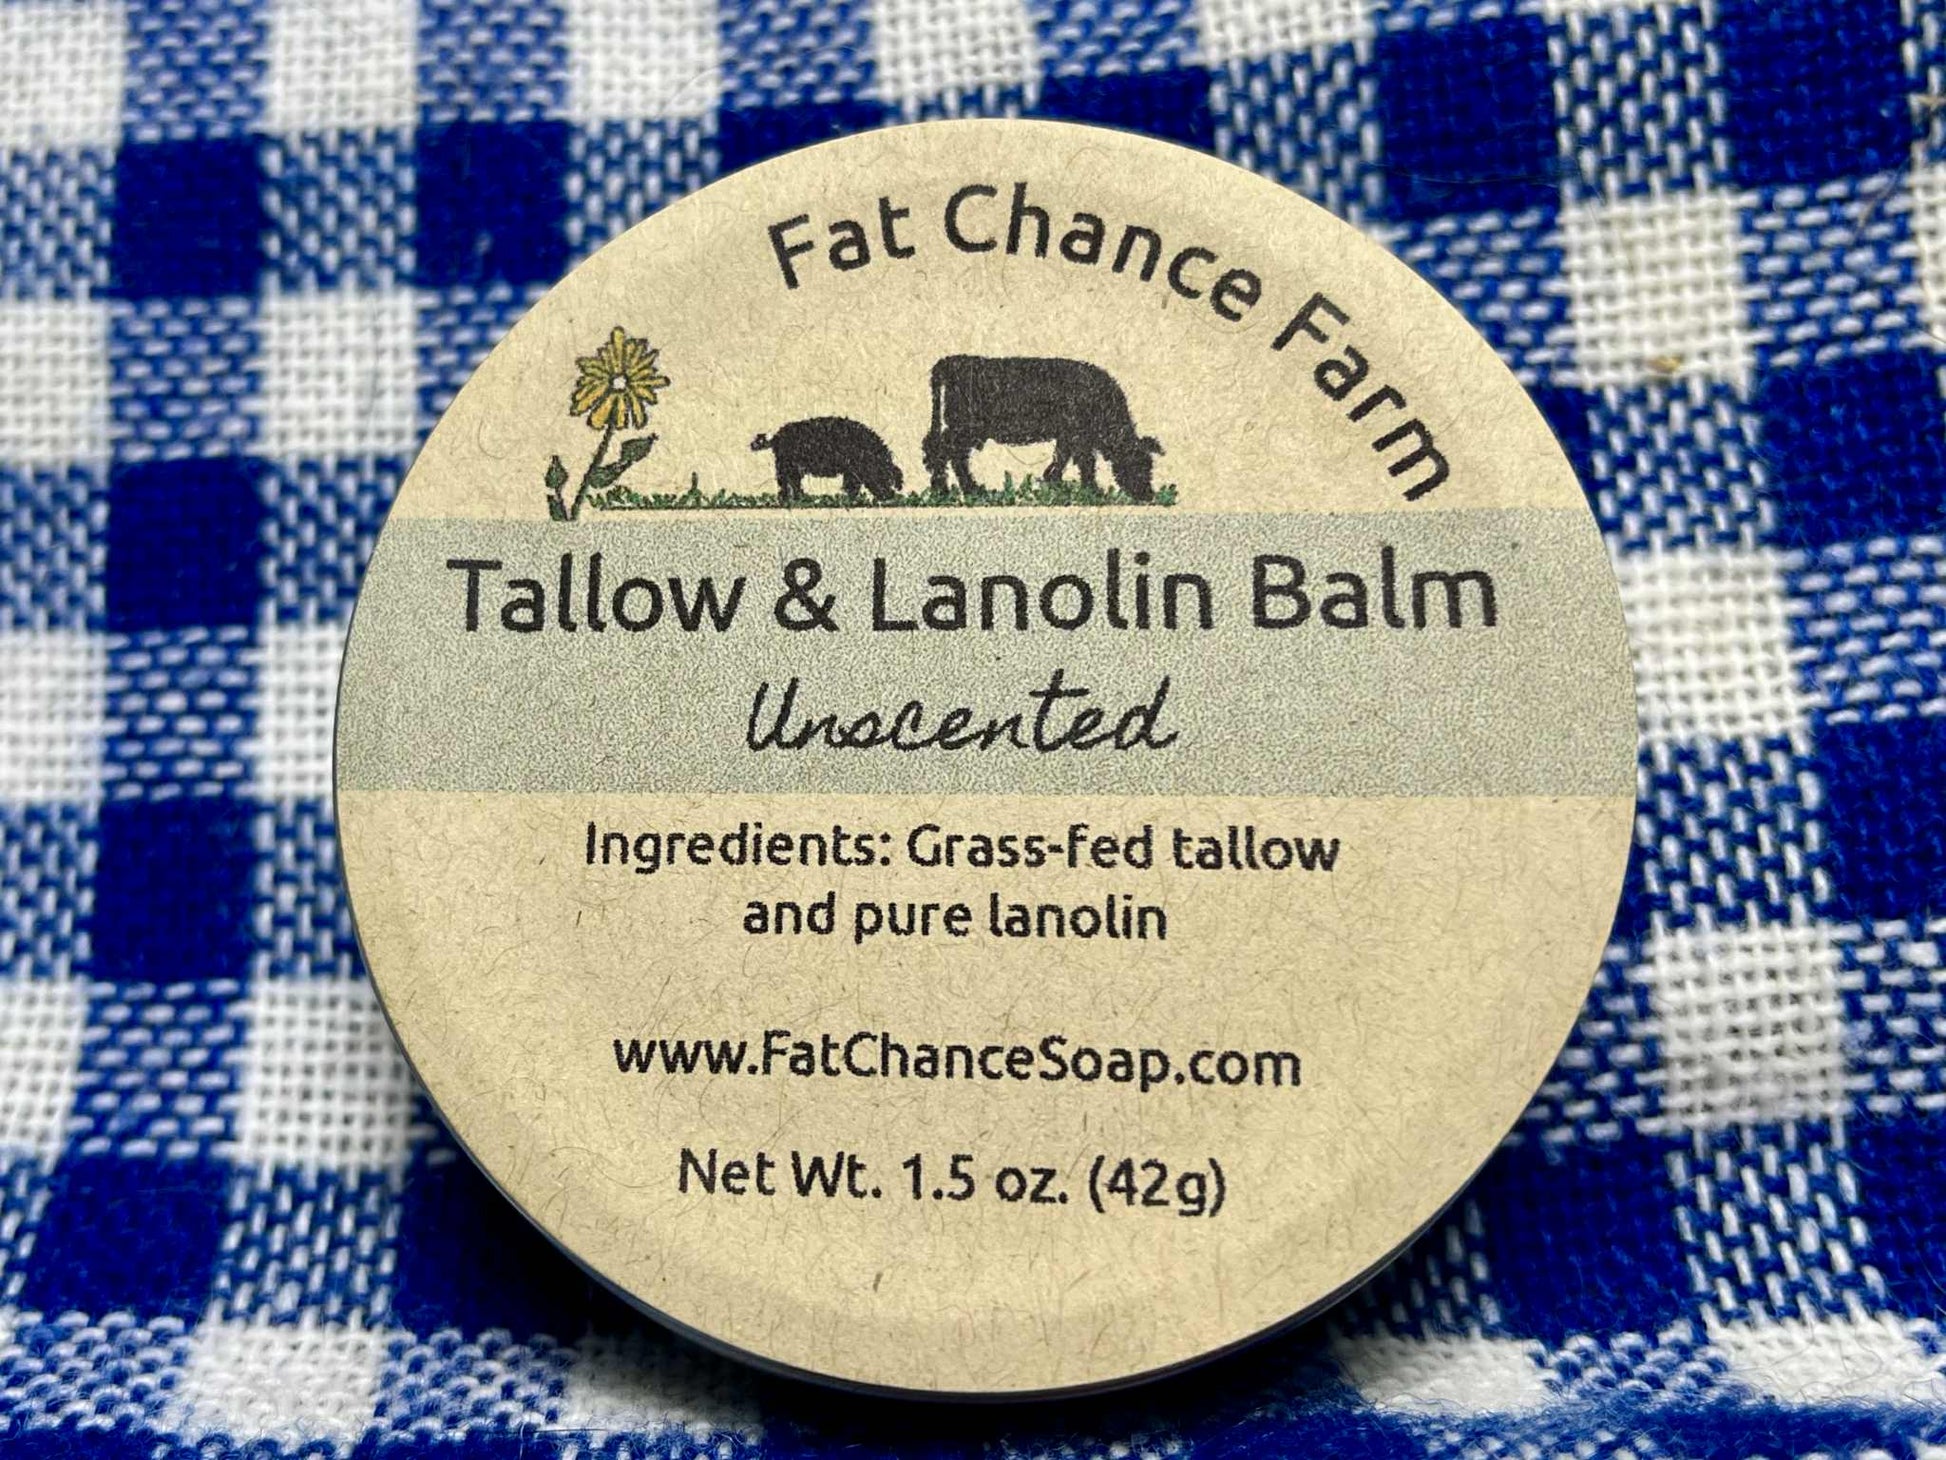 Fat Chance Farm
Tallow & Lanolin Balm
Unscented
Ingredients: Grass-fed tallow
and pure lanolin
www.FatChanceSoap.com
Net Wt. 1.5 oz. (42g)